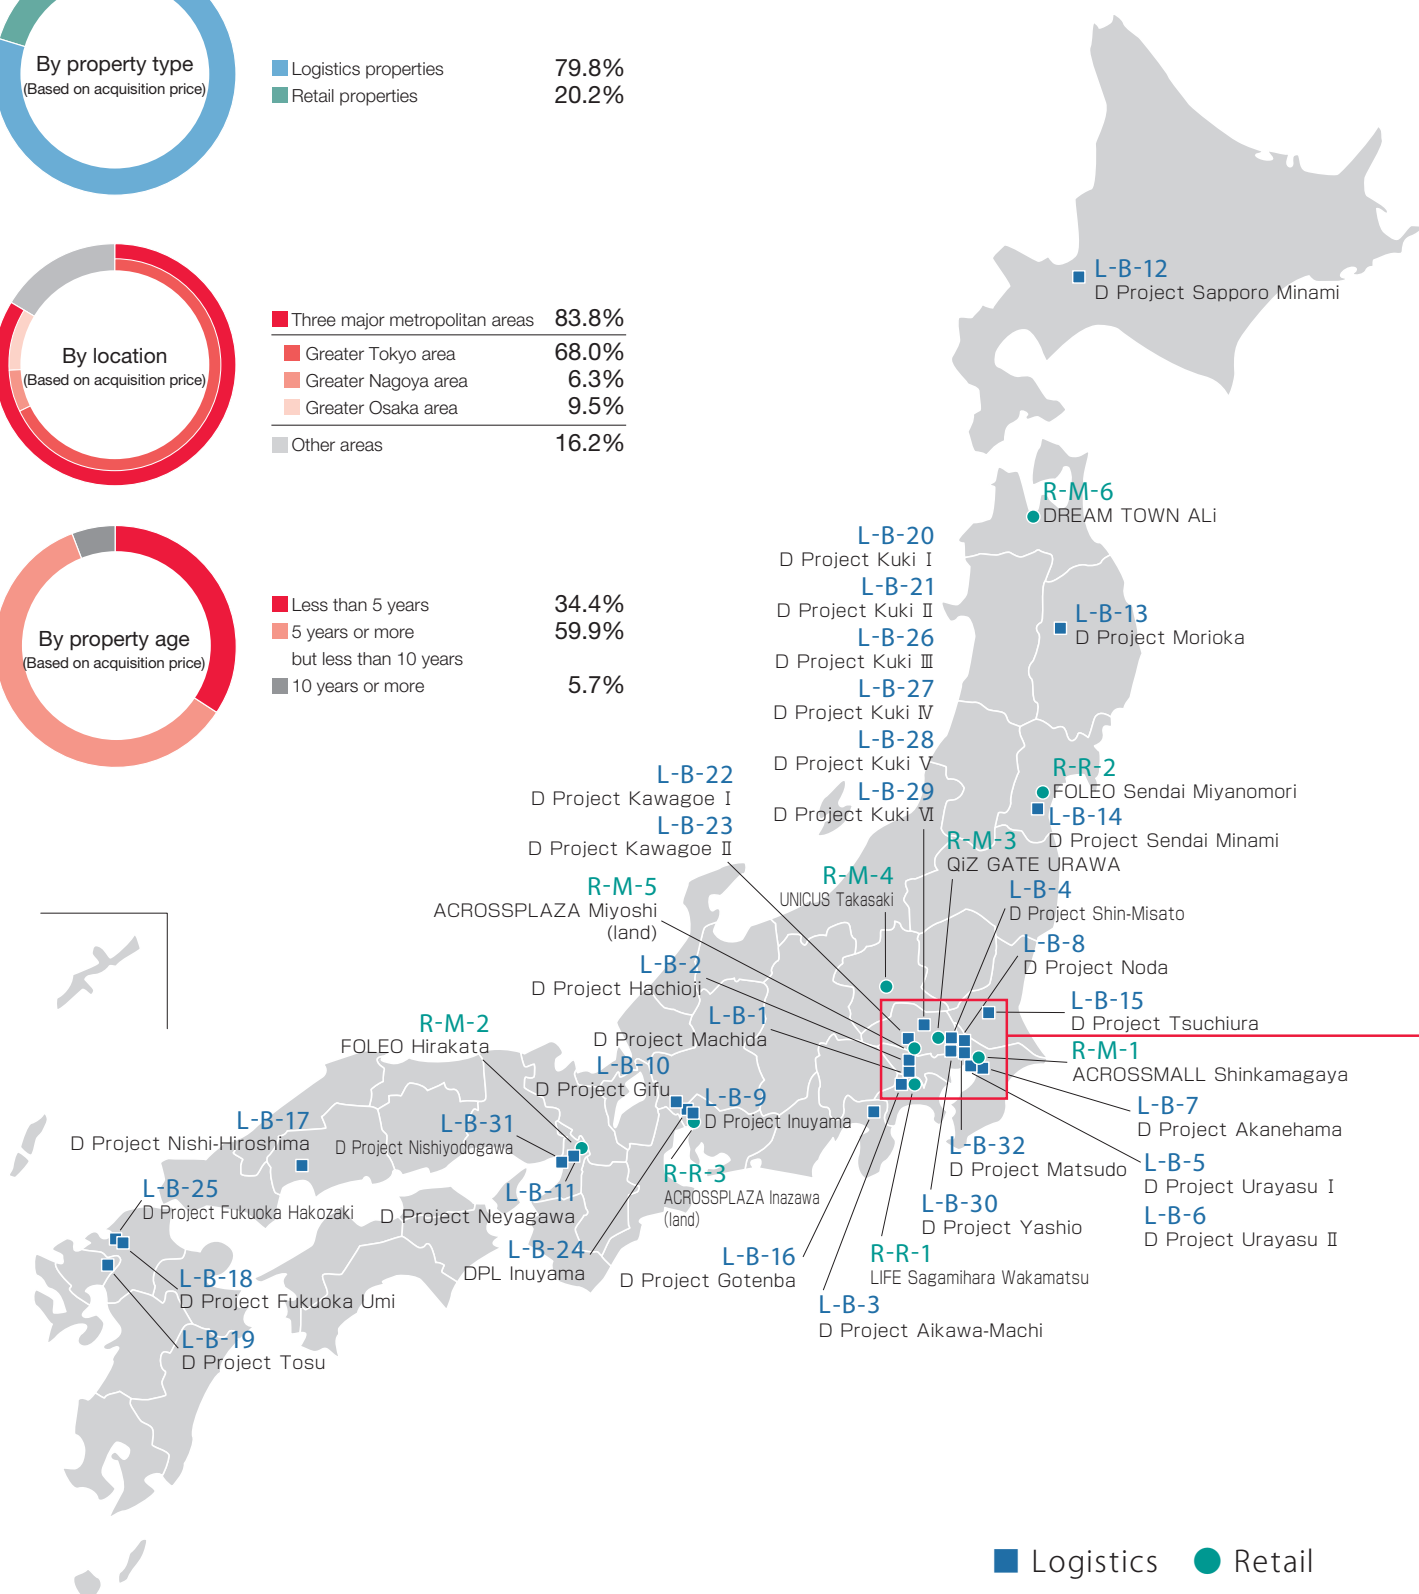 By property type
(Based on acquisition price)
Logistics properties 79.8%
Retail properties 20.2%
By location
(Based on acquisition price)
Three major metropolitan areas 83.8%
Greater Tokyo area 68.0%
Greater Nagoya area 6.3%
Greater Osaka area 9.5%
Other areas 16.2%
By property age
(Based on acquisition price)
Less than 5 years 34.4%
5 years or more 59.9%
but less than 10 years
10 years or more 5.7%
L-B-12
D Project Sapporo Minami
R-M-6
DREAM TOWN ALi
L-B-20
D Project Kuki Ⅰ
L-B-21
D Project Kuki Ⅱ
L-B-26
D Project Kuki Ⅲ
L-B-27
D Project Kuki Ⅳ
L-B-28
D Project Kuki Ⅴ
L-B-29
D Project Kuki Ⅵ
L-B-13
D Project Morioka
R-R-2
FOLEO Sendai Miyanomori
L-B-14
D Project Sendai Minami
L-B-22
D Project Kawagoe Ⅰ
L-B-23
D Project Kawagoe Ⅱ
R-M-3
QiZ GATE URAWA
R-M-4
UNICUS Takasaki
R-M-5
ACROSSPLAZA Miyoshi
(land)
L-B-4
D Project Shin-Misato
L-B-8
D Project Noda
L-B-2
D Project Hachioji
L-B-15
D Project Tsuchiura
L-B-1
D Project Machida
R-M-2
FOLEO Hirakata
R-M-1
ACROSSMALL Shinkamagaya
L-B-10
D Project Gifu
L-B-9
D Project Inuyama
L-B-7
D Project Akanehama
L-B-17
D Project Nishi-Hiroshima
L-B-31
D Project Nishiyodogawa
L-B-32
D Project Matsudo
L-B-5
D Project Urayasu Ⅰ
L-B-6
D Project Urayasu Ⅱ
R-R-3
ACROSSPLAZA Inazawa
(land)
L-B-25
D Project Fukuoka Hakozaki
L-B-11
D Project Neyagawa
L-B-30
D Project Yashio
L-B-24
DPL Inuyama
L-B-16
D Project Gotenba
R-R-1
LIFE Sagamihara Wakamatsu
L-B-18
D Project Fukuoka Umi
L-B-3
D Project Aikawa-Machi
L-B-19
D Project Tosu
Logistics Retail